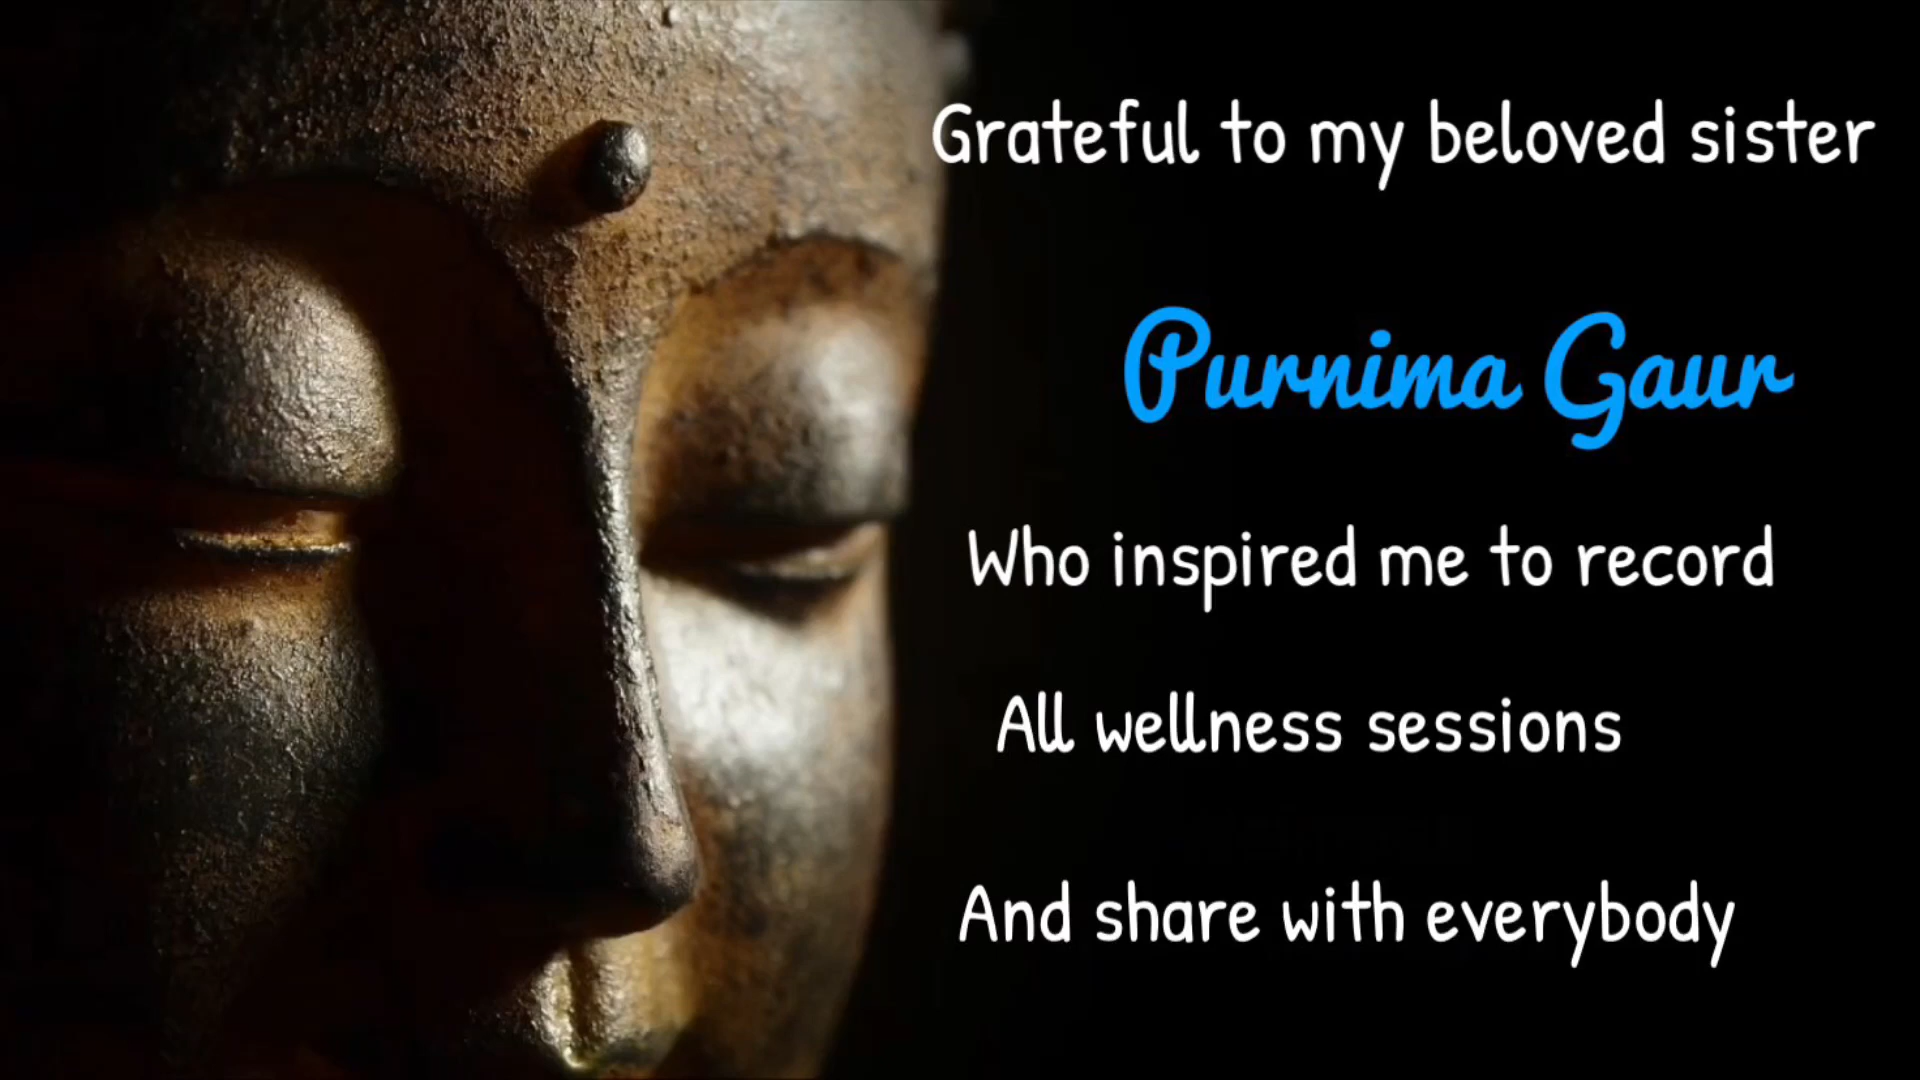 Grateful to my beloved sister
Purnima Gaur
Who inspired me to record
All wellness sessions
And share with everybody